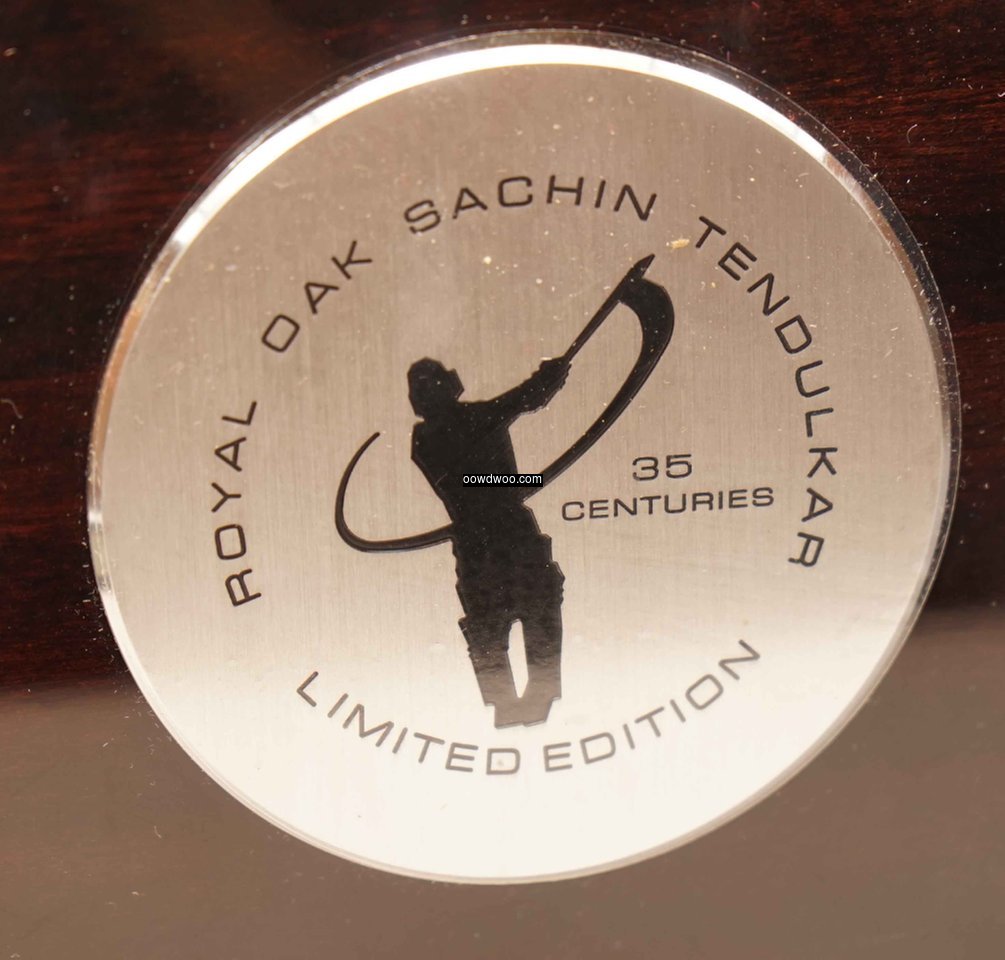 ROYAL OAK SACHIN TENDULKAR
35
CENTURIES
oowdwoo.com
LIMITED EDITION